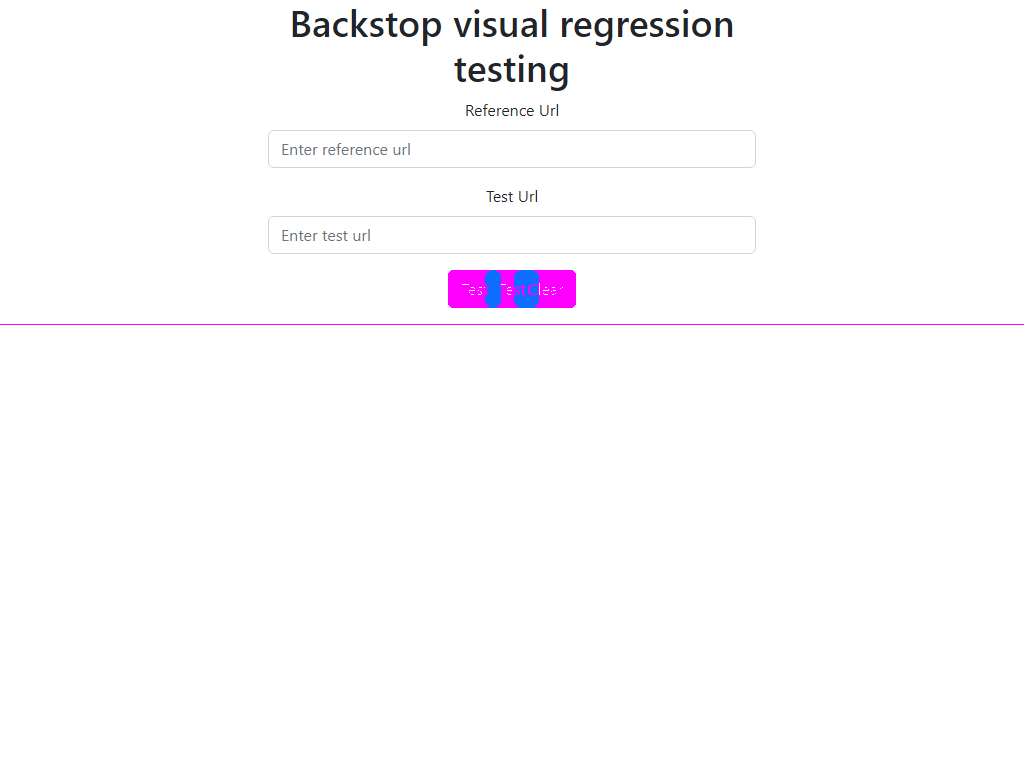 Backstop visual regression
testing
Reference Url
Enter reference url
Test Url
Enter test url
Test Test Clear